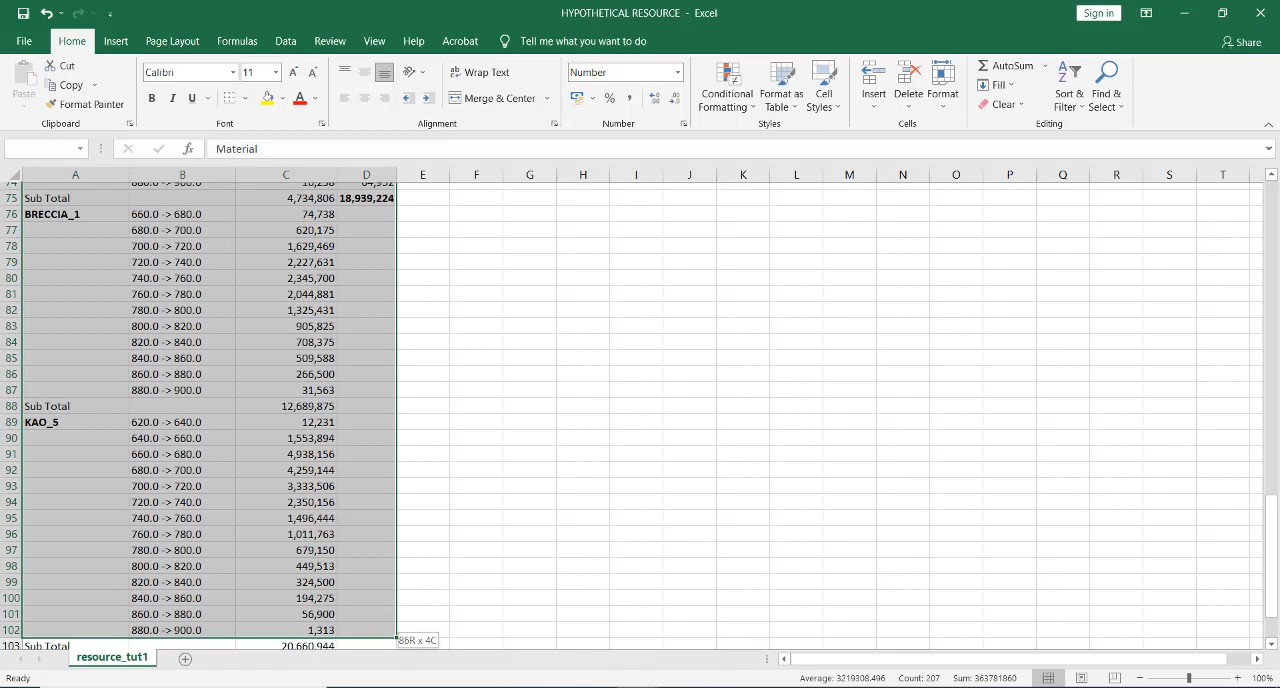 HYPOTHETICAL RESOURCE - Excel
Sign in
File Home Insert Page Layout Formulas Data Review View Help Acrobat Tell me what you want to do Share
Paste
Cut
Copy
Format Painter
Clipboard
Calibri 11
B I U
Font
Wrap Text
Merge & Center
Alignment
Number
Number
Conditional Formatting
Format as Table
Cell Styles
Styles
Insert Delete Format
Cells
AutoSum
Fill
Clear
Sort & Filter
Find & Select
Editing
Material
A B C D E F G H I J K L M N O P Q R S T
74 880.0 -> 900.0 16,238 64,952
75 Sub Total 4,734,806 18,939,224
76 BRECCIA_1 660.0 -> 680.0 74,738
77 680.0 -> 700.0 620,175
78 700.0 -> 720.0 1,629,469
79 720.0 -> 740.0 2,227,631
80 740.0 -> 760.0 2,345,700
81 760.0 -> 780.0 2,044,881
82 780.0 -> 800.0 1,325,431
83 800.0 -> 820.0 905,825
84 820.0 -> 840.0 708,375
85 840.0 -> 860.0 509,588
86 860.0 -> 880.0 266,500
87 880.0 -> 900.0 31,563
88 Sub Total 12,689,875
89 KAO_5 620.0 -> 640.0 12,231
90 640.0 -> 660.0 1,553,894
91 660.0 -> 680.0 4,938,156
92 680.0 -> 700.0 4,259,144
93 700.0 -> 720.0 3,333,506
94 720.0 -> 740.0 2,350,156
95 740.0 -> 760.0 1,496,444
96 760.0 -> 780.0 1,011,763
97 780.0 -> 800.0 679,150
98 800.0 -> 820.0 449,513
99 820.0 -> 840.0 324,500
100 840.0 -> 860.0 194,275
101 860.0 -> 880.0 56,900
102 880.0 -> 900.0 1,313
86R x 4C
103 Sub Total 20,660,944
resource_tut1
Ready Average: 3219308.496 Count: 207 Sum: 363781860 100%